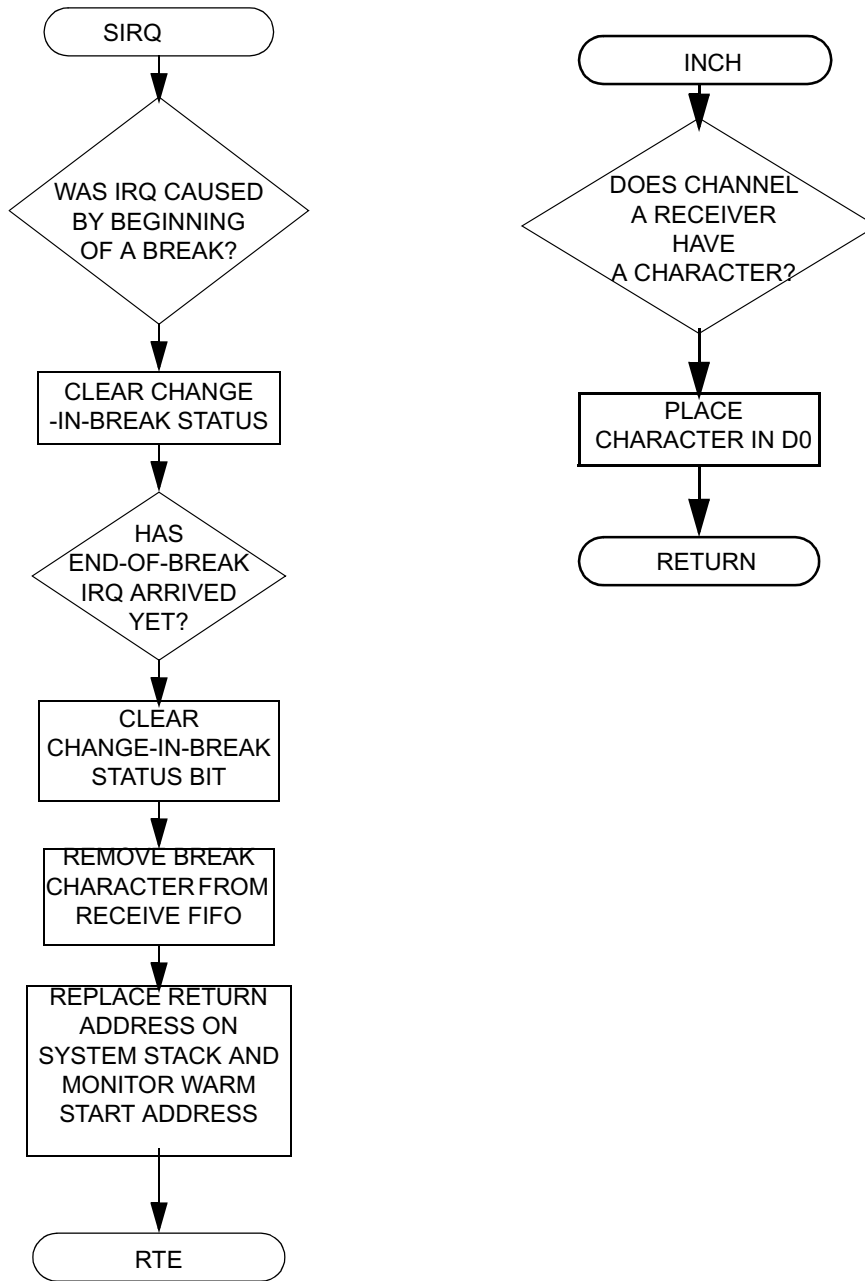 SIRQ
WAS IRQ CAUSED
BY BEGINNING
OF A BREAK?
CLEAR CHANGE
-IN-BREAK STATUS
HAS
END-OF-BREAK
IRQ ARRIVED
YET?
CLEAR
CHANGE-IN-BREAK
STATUS BIT
REMOVE BREAK
CHARACTER FROM
RECEIVE FIFO
REPLACE RETURN
ADDRESS ON
SYSTEM STACK AND
MONITOR WARM
START ADDRESS
RTE
INCH
DOES CHANNEL
A RECEIVER
HAVE
A CHARACTER?
PLACE
CHARACTER IN D0
RETURN